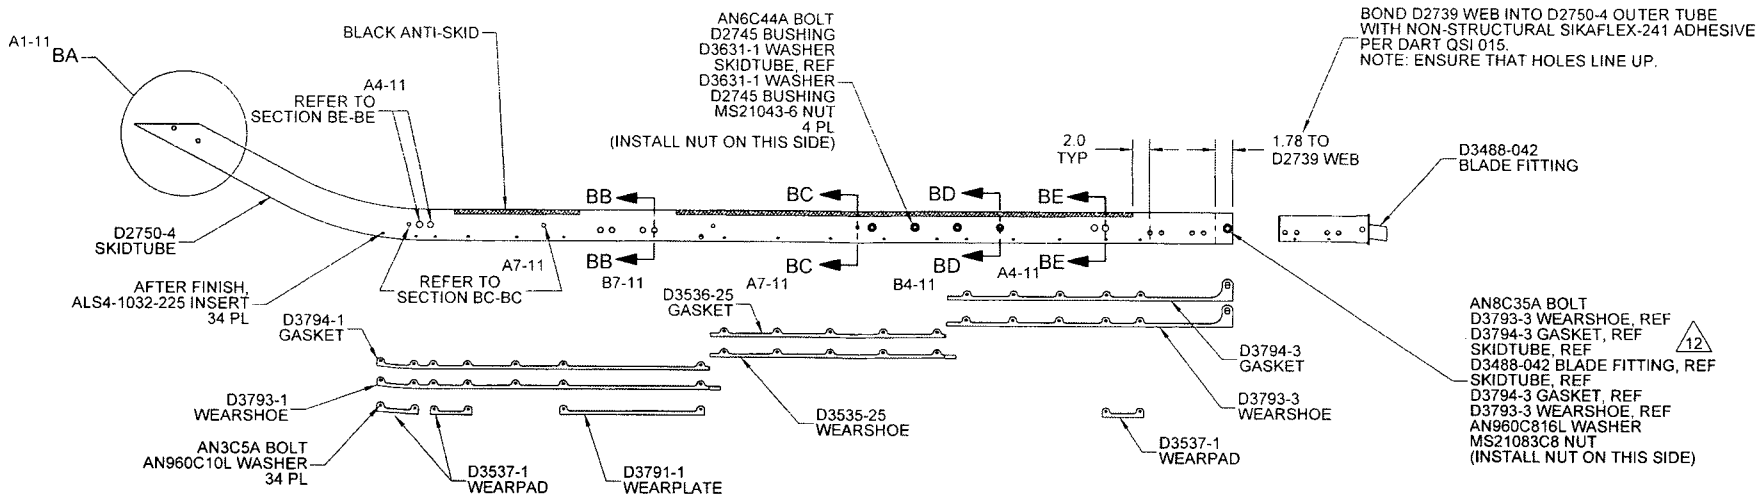 A1-11
BA
BLACK ANTI-SKID
A4-11
REFER TO
SECTION BE-BE
AN6C44A BOLT
D2745 BUSHING
D3631-1 WASHER
SKIDTUBE, REF
D3631-1 WASHER
D2745 BUSHING
MS21043-6 NUT
4 PL
(INSTALL NUT ON THIS SIDE)
BOND D2739 WEB INTO D2750-4 OUTER TUBE
WITH NON-STRUCTURAL SIKAFLEX-241 ADHESIVE
PER DART QSI 015.
NOTE: ENSURE THAT HOLES LINE UP.
2.0
TYP
1.78 TO
D2739 WEB
D3488-042
BLADE FITTING
BB
BC
BD
BE
D2750-4
SKIDTUBE
BB
BC
BD
BE
A7-11
B7-11
A7-11
B4-11
A4-11
REFER TO
SECTION BC-BC
AFTER FINISH,
ALS4-1032-225 INSERT
34 PL
D3794-1
GASKET
D3536-25
GASKET
D3794-3
GASKET
D3793-1
WEARSHOE
D3535-25
WEARSHOE
D3793-3
WEARSHOE
AN3C5A BOLT
AN960C10L WASHER
34 PL
D3537-1
WEARPAD
D3791-1
WEARPLATE
D3537-1
WEARPAD
AN8C35A BOLT
D3793-3 WEARSHOE, REF
D3794-3 GASKET, REF
SKIDTUBE, REF
D3488-042 BLADE FITTING, REF
SKIDTUBE, REF
D3794-3 GASKET, REF
D3793-3 WEARSHOE, REF
AN960C816L WASHER
MS21083C8 NUT
(INSTALL NUT ON THIS SIDE)
12